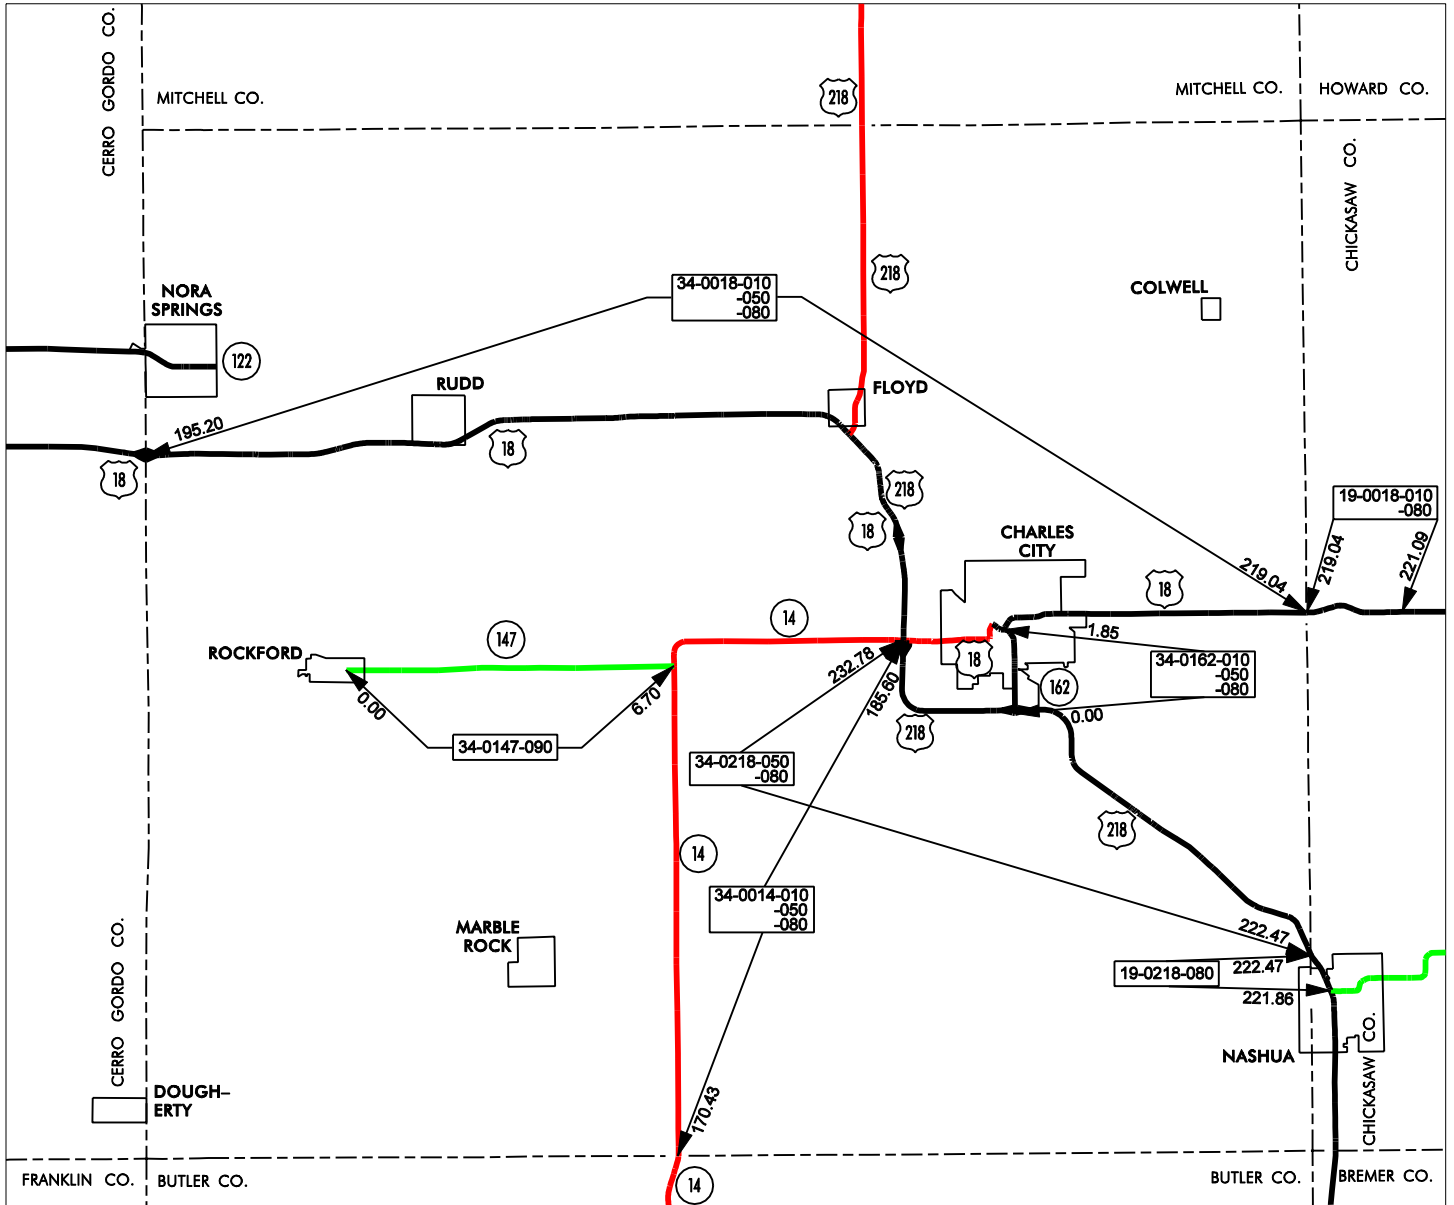 CERRO GORDO CO.
MITCHELL CO.
218
MITCHELL CO.
HOWARD CO.
CHICKASAW CO.
218
COLWELL
NORA
SPRINGS
34-0018-010
-050
-080
122
RUDD
FLOYD
195.20
18
18
218
18
19-0018-010
-080
CHARLES
CITY
219.04
219.04
221.09
18
14
1.85
147
ROCKFORD
18
34-0162-010
-050
-080
162
0.00
6.70
232.78
185.60
0.00
218
34-0147-090
34-0218-050
-080
218
14
34-0014-010
-050
-080
MARBLE
ROCK
222.47
19-0218-080
222.47
221.86
CERRO GORDO CO.
NASHUA
CHICKASAW CO.
DOUGH-
ERTY
170.43
FRANKLIN CO.
BUTLER CO.
14
BUTLER CO.
BREMER CO.